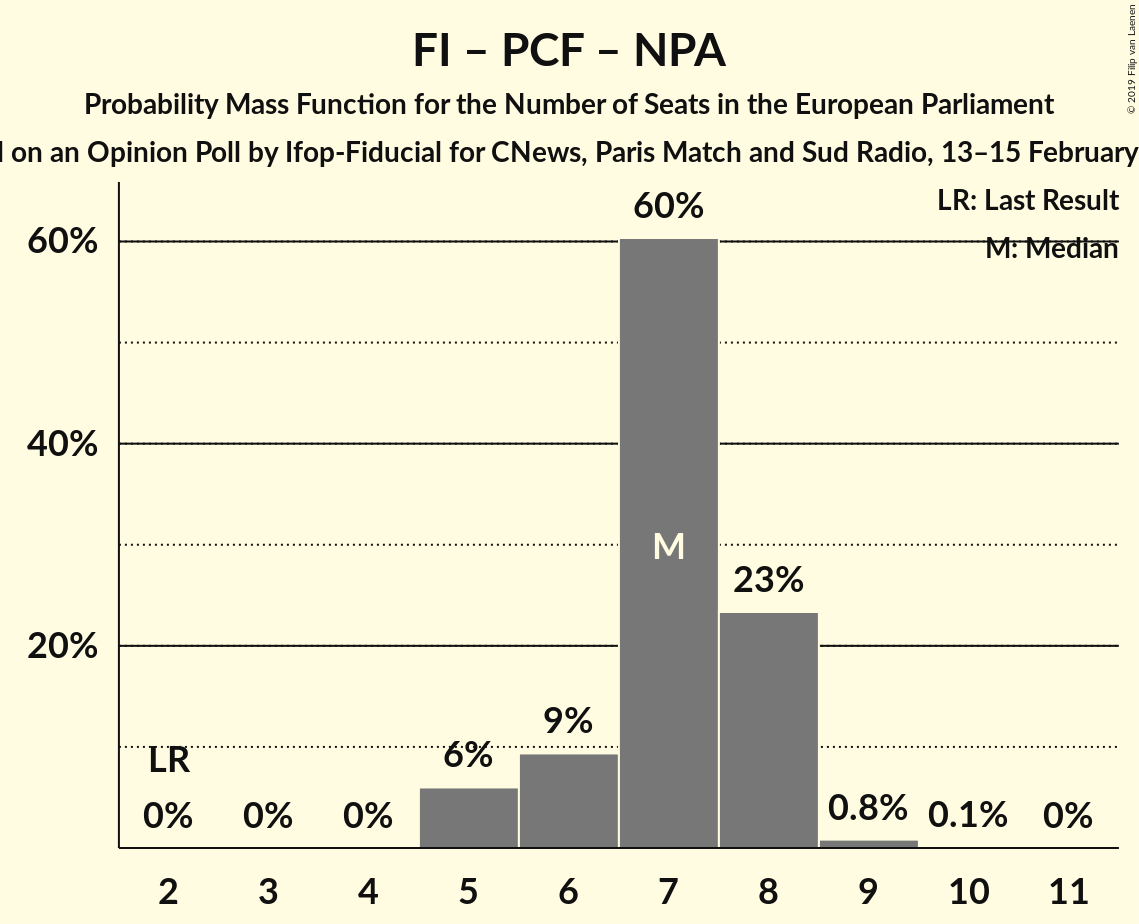 FI – PCF – NPA
Probability Mass Function for the Number of Seats in the European Parliament
on an Opinion Poll by Ifop-Fiducial for CNews, Paris Match and Sud Radio, 13–15 February
© 2019 Filip van Laenen
LR: Last Result
M: Median
60%
40%
20%
LR
0%
0%
0%
6%
9%
60%
M
23%
0.8%
0.1%
0%
2 3 4 5 6 7 8 9 10 11